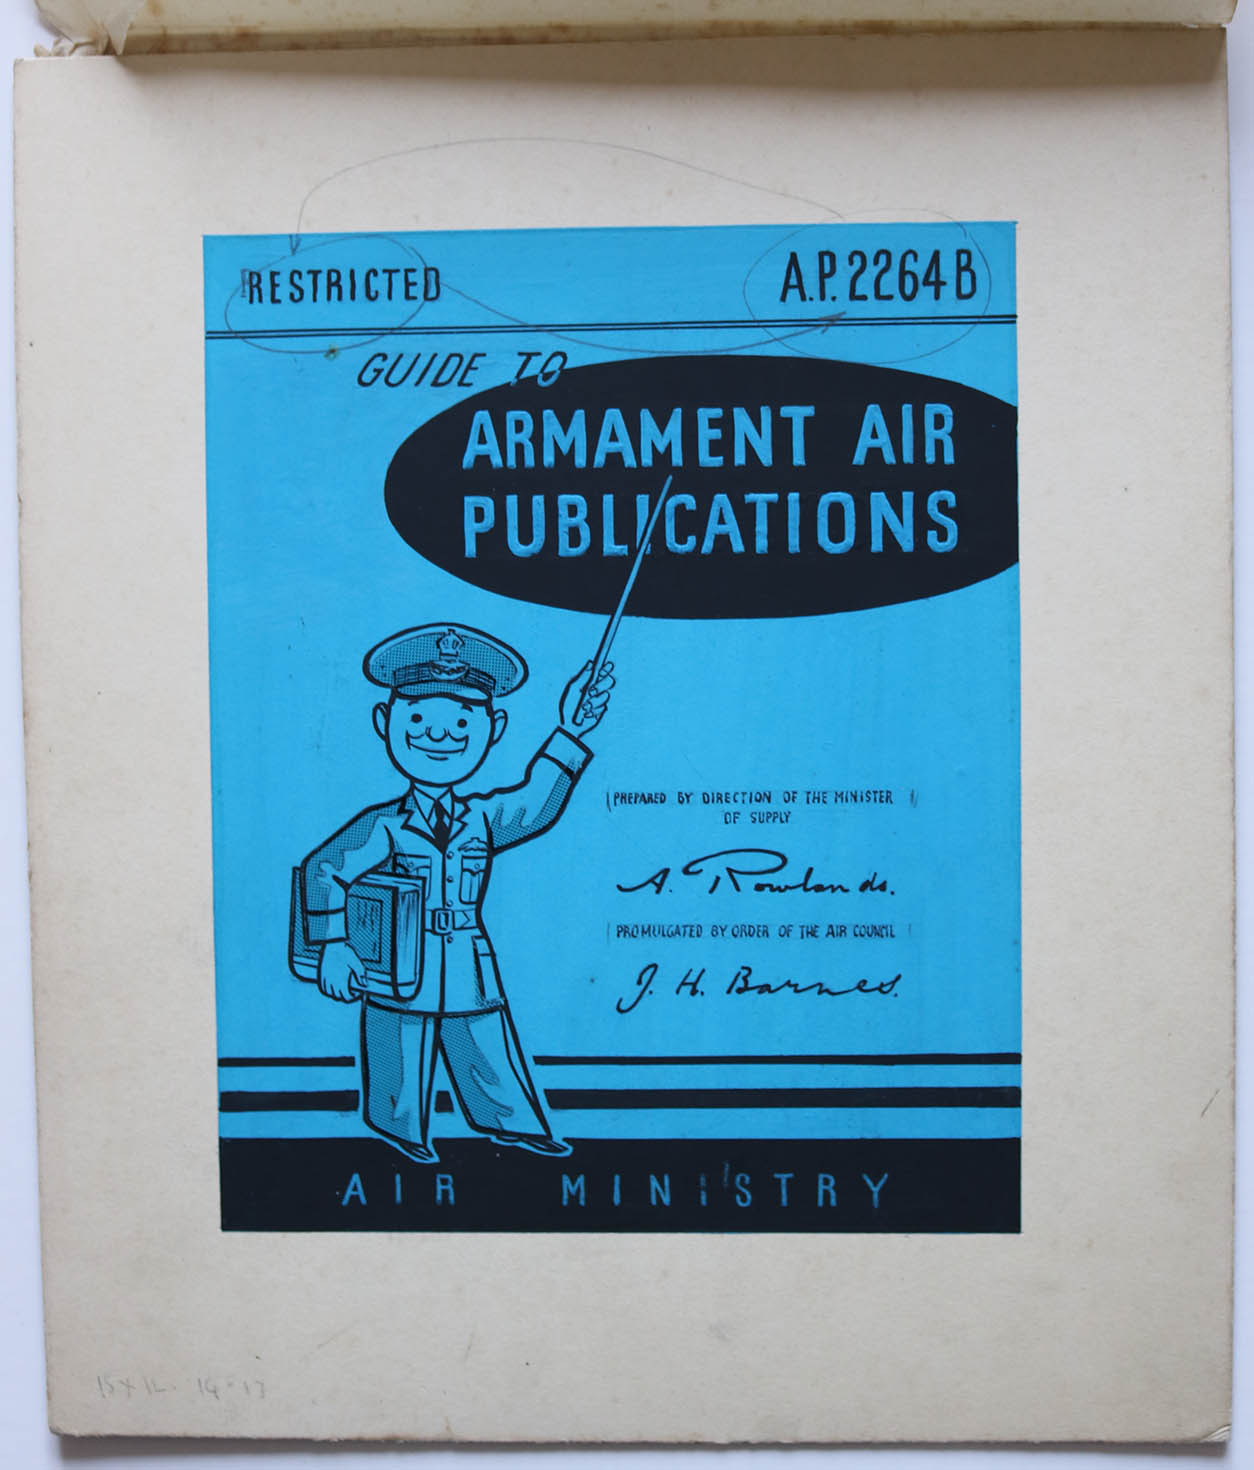 RESTRICTED
A.P. 2264B
GUIDE TO
ARMAMENT AIR
PUBLICATIONS
PREPARED BY DIRECTION OF THE MINISTER
OF SUPPLY
A. Rowlands.
PROMULGATED BY ORDER OF THE AIR COUNCIL
J. H. Barnes.
AIR MINISTRY